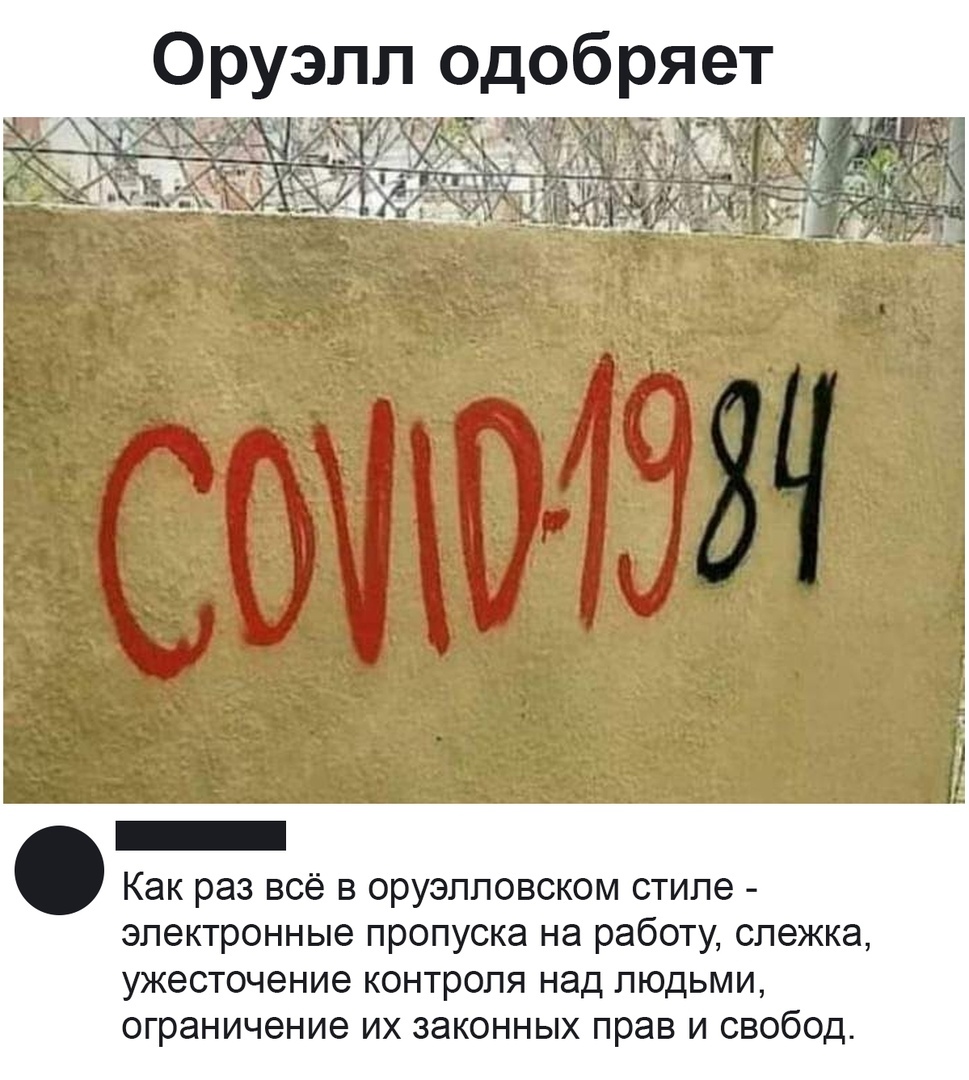 Оруэлл одобряет
COVID-1984
Как раз всё в оруэлловском стиле -
электронные пропуска на работу, слежка,
ужесточение контроля над людьми,
ограничение их законных прав и свобод.